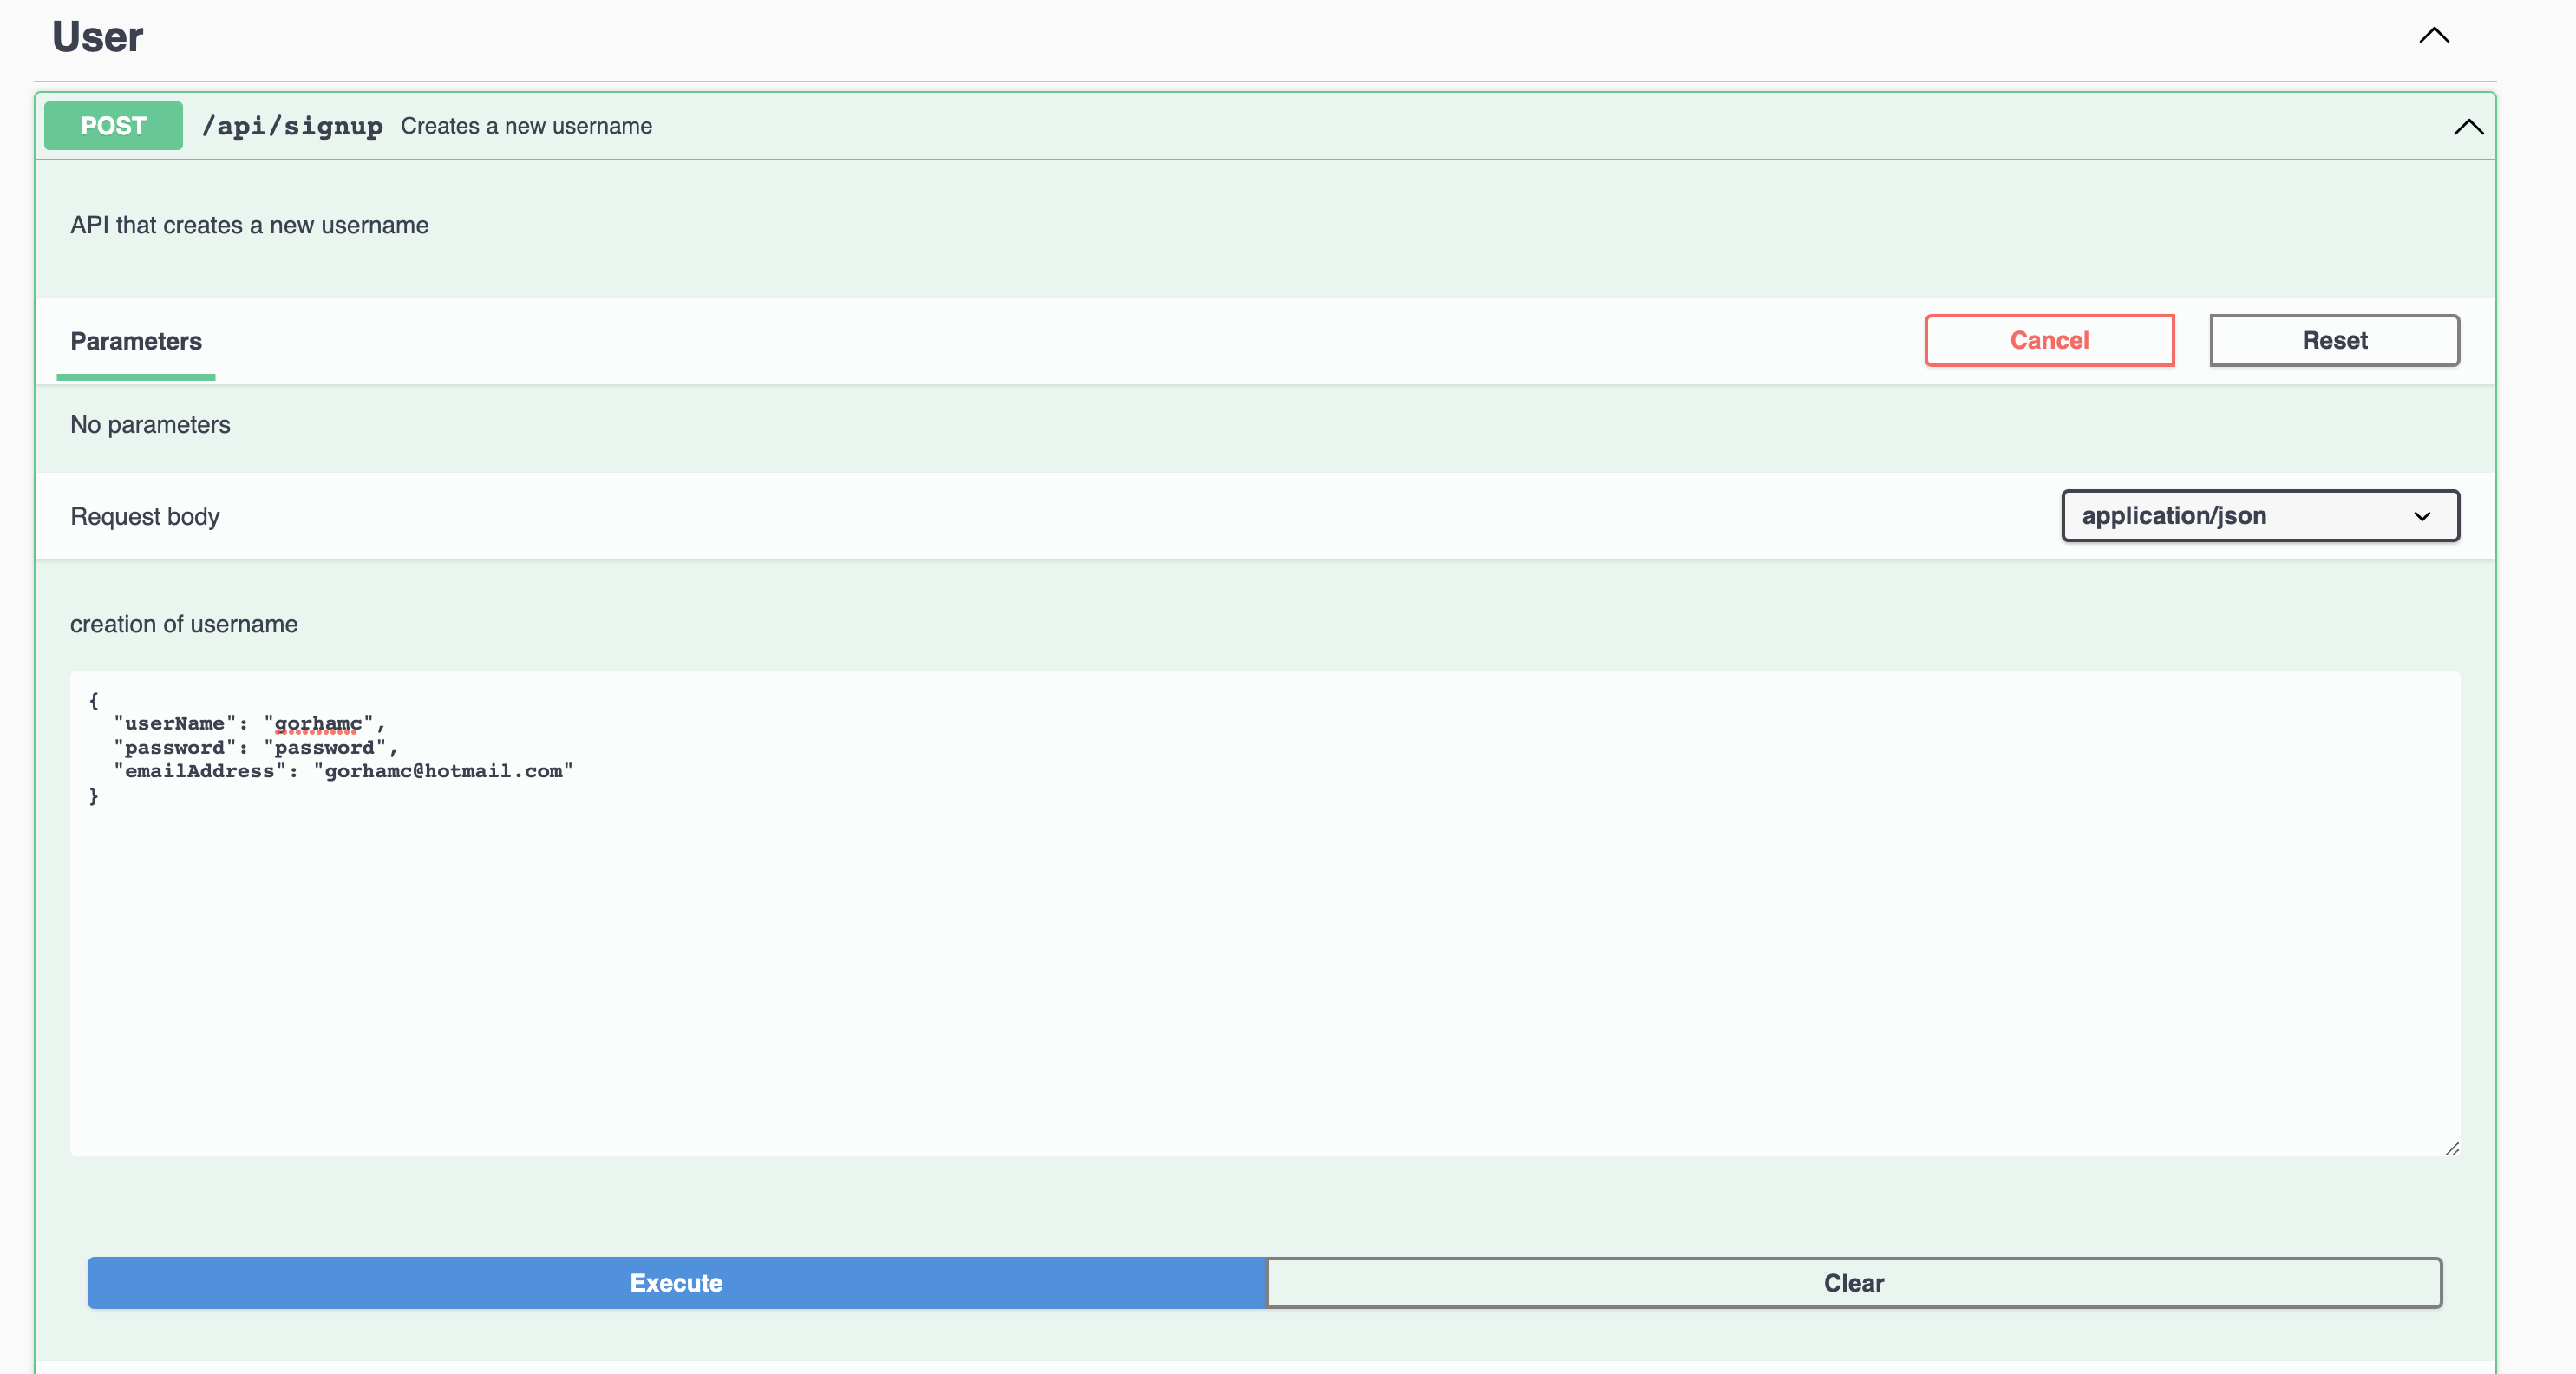 User
POST /api/signup Creates a new username
API that creates a new username
Parameters Cancel Reset
No parameters
Request body application/json
creation of username
{
"userName": "gorhamc",
"password": "password",
"emailAddress": "gorhamc@hotmail.com"
}
Execute Clear